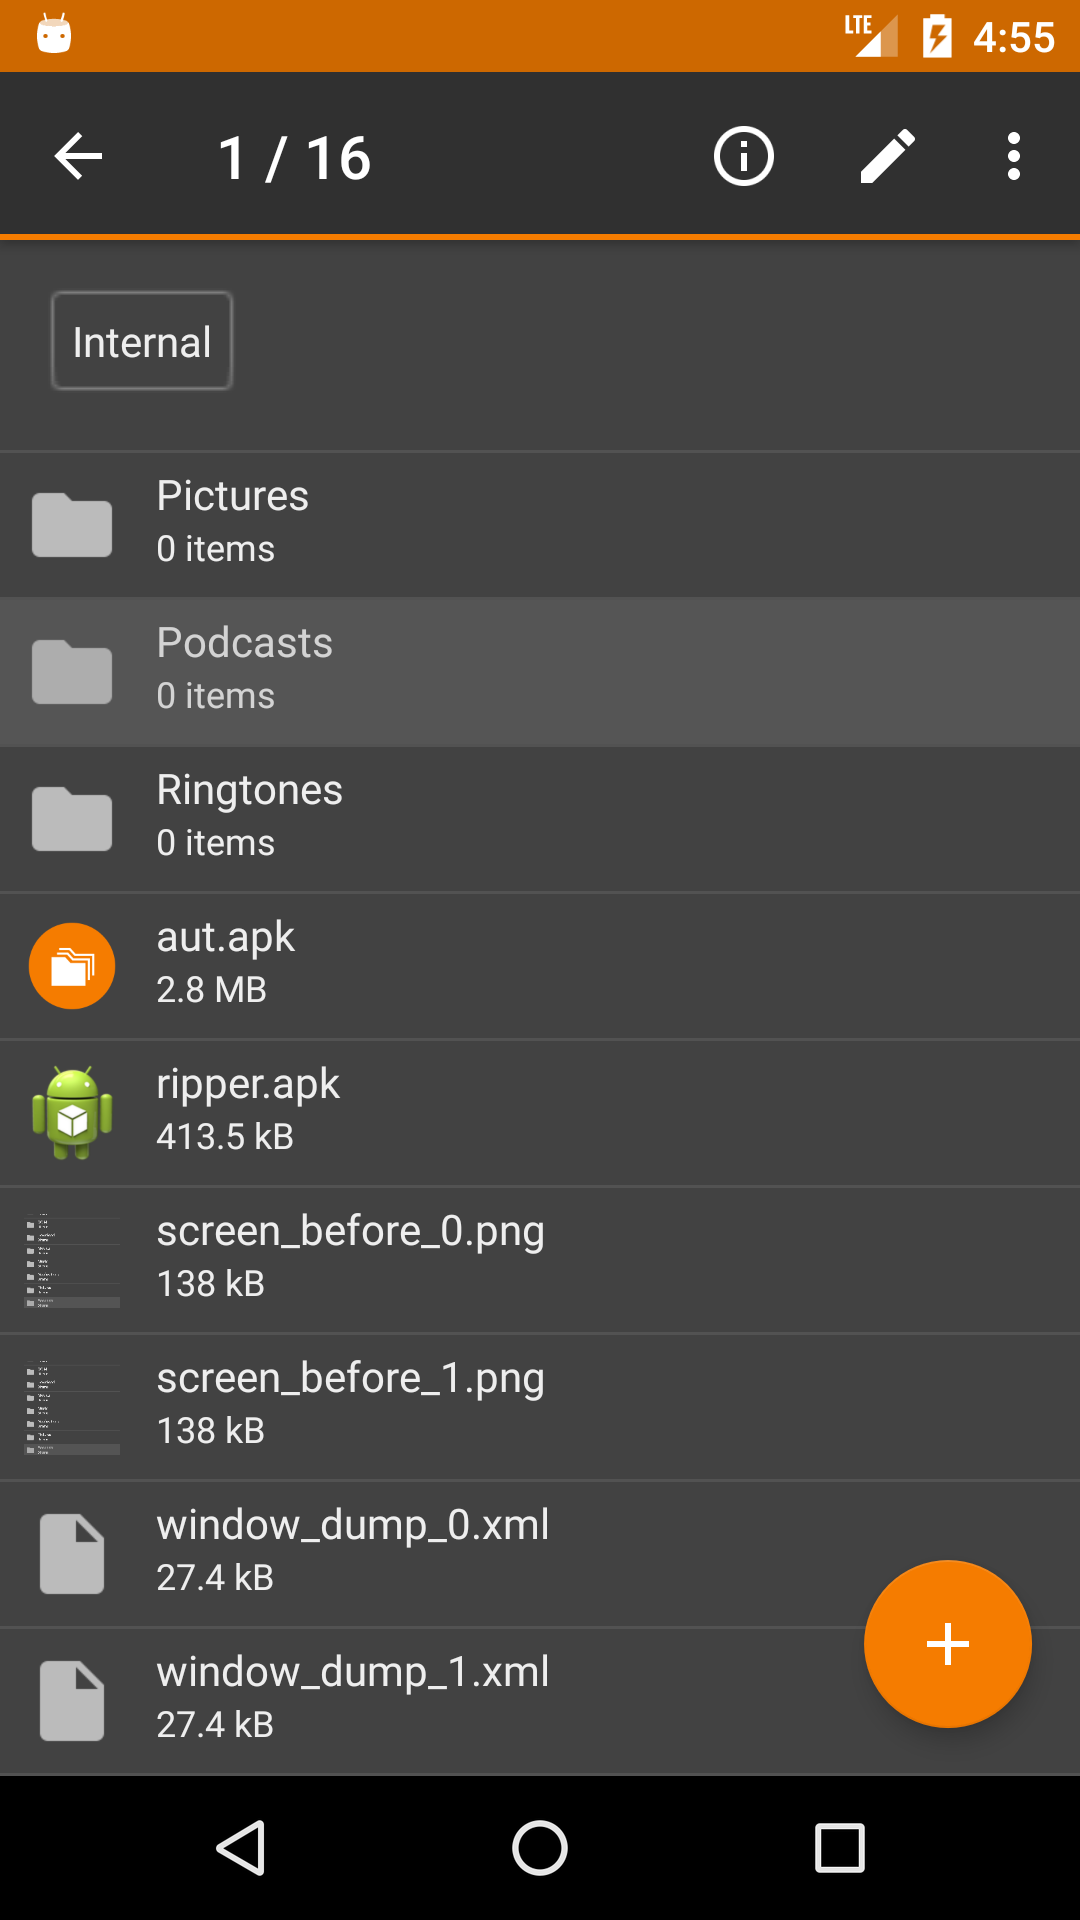 LTE 4:55
1 / 16
Internal
Pictures
0 items
Podcasts
0 items
Ringtones
0 items
aut.apk
2.8 MB
ripper.apk
413.5 kB
screen_before_0.png
138 kB
screen_before_1.png
138 kB
window_dump_0.xml
27.4 kB
window_dump_1.xml
27.4 kB